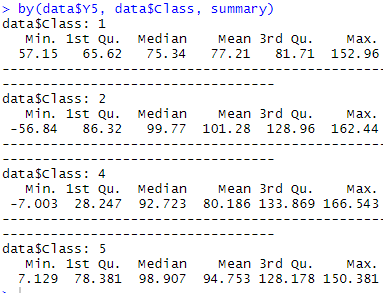 > by(data$Y5, data$Class, summary)
data$Class: 1
   Min. 1st Qu.  Median    Mean 3rd Qu.    Max.
  57.15   65.62   75.34   77.21   81.71  152.96
------------------------------------------------
----------------------------------
data$Class: 2
   Min. 1st Qu.  Median    Mean 3rd Qu.    Max.
 -56.84   86.32   99.77  101.28  128.96  162.44
------------------------------------------------
----------------------------------
data$Class: 4
   Min. 1st Qu.  Median    Mean 3rd Qu.    Max.
 -7.003  28.247  92.723  80.186 133.869 166.543
------------------------------------------------
----------------------------------
data$Class: 5
   Min. 1st Qu.  Median    Mean 3rd Qu.    Max.
  7.129  78.381  98.907  94.753 128.178 150.381
>